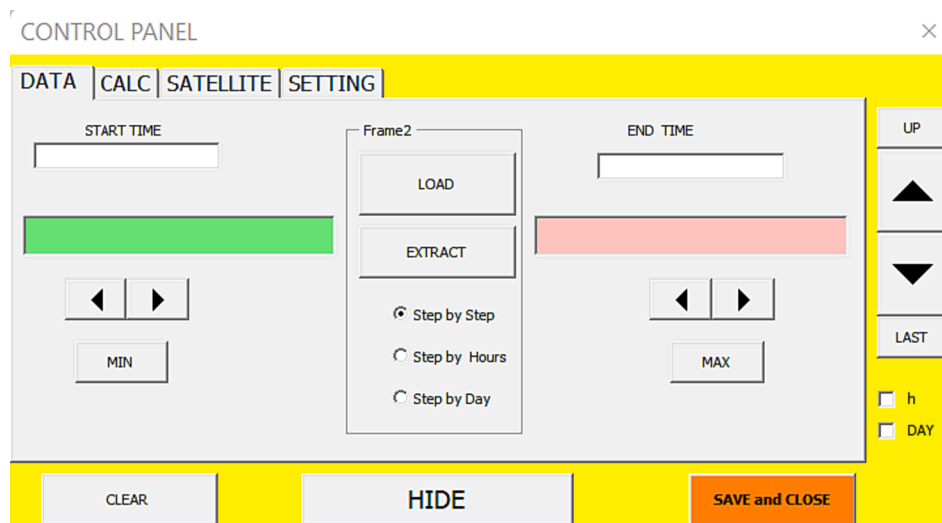 CONTROL PANEL
DATA CALC SATELLITE SETTING
START TIME
Frame2
END TIME
UP
LOAD
EXTRACT
Step by Step
Step by Hours
Step by Day
MIN
MAX
LAST
h
DAY
CLEAR
HIDE
SAVE and CLOSE